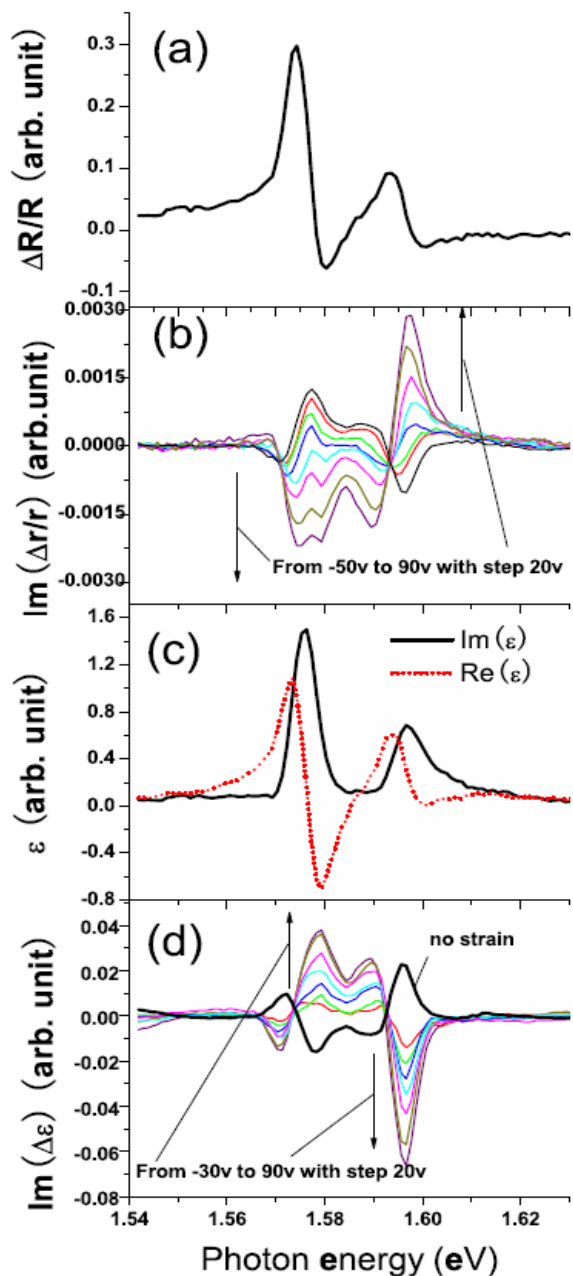 (a)
ΔR/R (arb. unit)
0.3
0.2
0.1
0.0
-0.1
(b)
Im (Δr/r) (arb.unit)
0.0030
0.0015
0.0000
-0.0015
-0.0030
From -50v to 90v with step 20v
(c)
ε (arb. unit)
1.6
1.2
0.8
0.4
0.0
-0.4
-0.8
Im (ε)
Re (ε)
(d)
Im (Δε) (arb. unit)
0.04
0.02
0.00
-0.02
-0.04
-0.06
-0.08
no strain
From -30v to 90v with step 20v
1.54 1.56 1.58 1.60 1.62
Photon energy (eV)